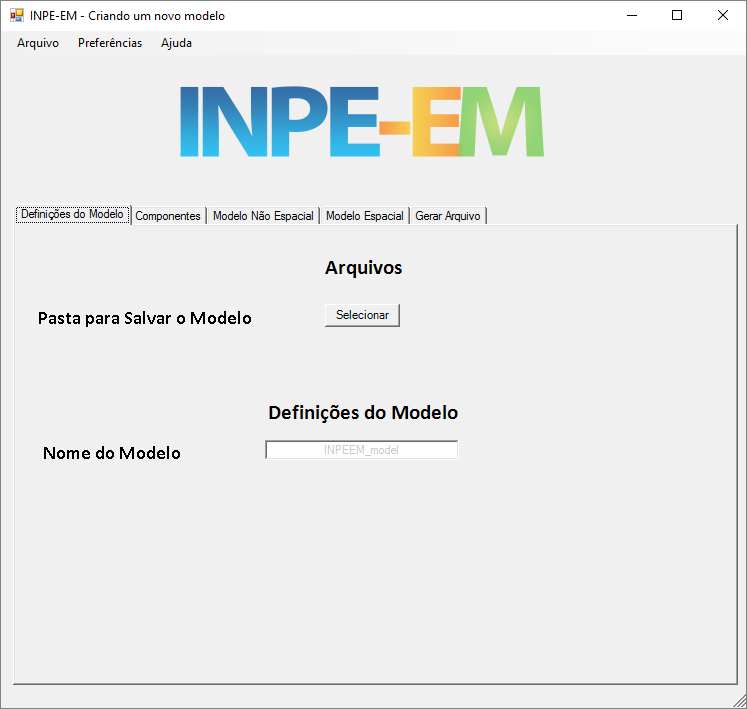 INPE-EM - Criando um novo modelo
Arquivo Preferências Ajuda
INPE-EM
Definições do Modelo Componentes Modelo Não Espacial Modelo Espacial Gerar Arquivo
Arquivos
Pasta para Salvar o Modelo Selecionar
Definições do Modelo
Nome do Modelo INPEEM_model